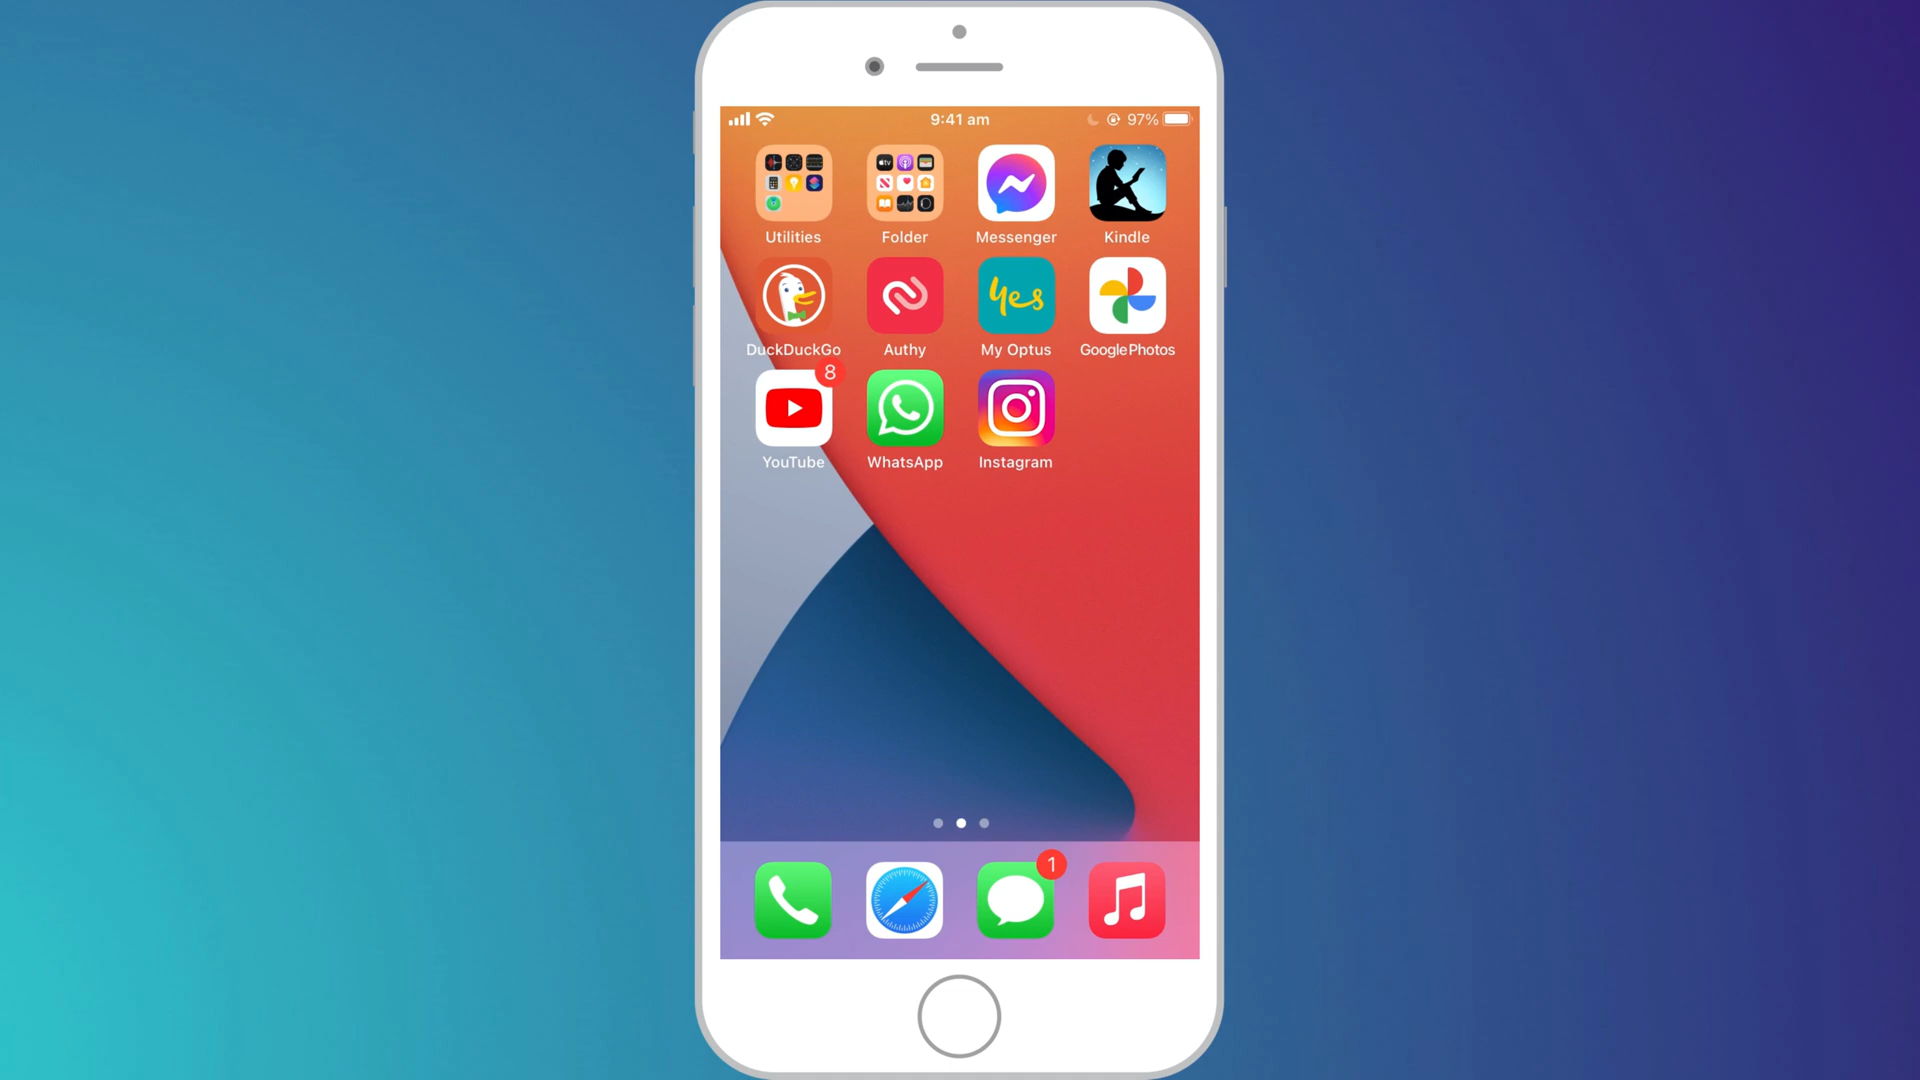 9:41 am 97%
Utilities Folder Messenger Kindle
yes
DuckDuckGo Authy My Optus Google Photos
8
YouTube WhatsApp Instagram
1